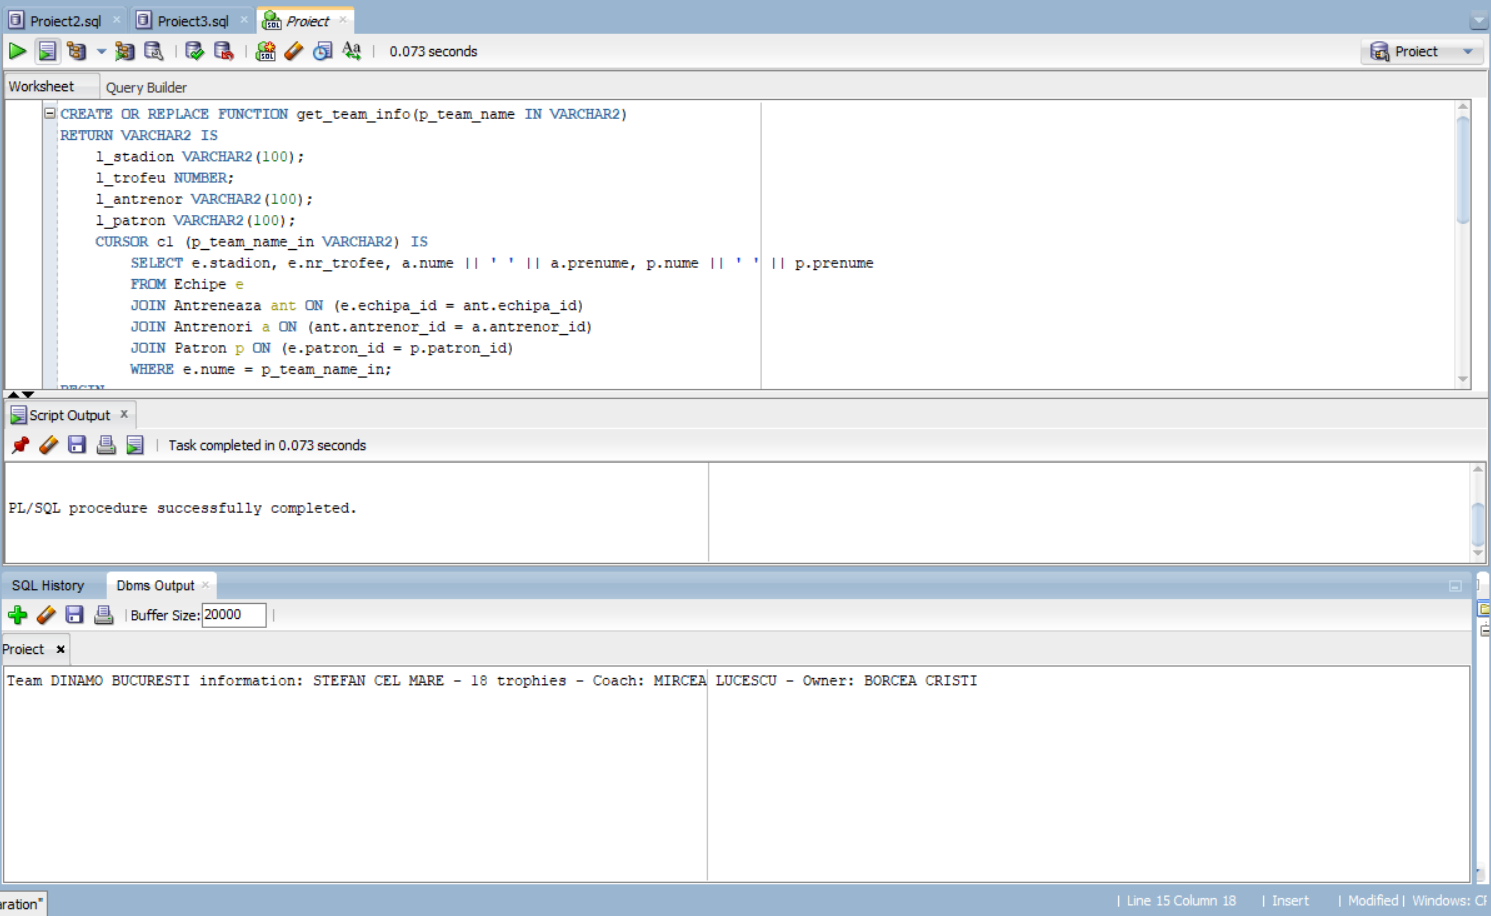 Proiect2.sql × Proiect3.sql × Proiect ×
0.073 seconds
Proiect
Worksheet Query Builder
CREATE OR REPLACE FUNCTION get_team_info(p_team_name IN VARCHAR2)
RETURN VARCHAR2 IS
l_stadion VARCHAR2(100);
l_trofeu NUMBER;
l_antrenor VARCHAR2(100);
l_patron VARCHAR2(100);
CURSOR c1 (p_team_name_in VARCHAR2) IS
SELECT e.stadion, e.nr_trofee, a.nume || ' ' || a.prenume, p.nume || ' ' || p.prenume
FROM Echipe e
JOIN Antreneaza ant ON (e.echipa_id = ant.echipa_id)
JOIN Antrenori a ON (ant.antrenor_id = a.antrenor_id)
JOIN Patron p ON (e.patron_id = p.patron_id)
WHERE e.nume = p_team_name_in;
BEGIN
Script Output x
Task completed in 0.073 seconds
PL/SQL procedure successfully completed.
SQL History Dbms Output ×
Buffer Size: 20000
Proiect ×
Team DINAMO BUCURESTI information: STEFAN CEL MARE - 18 trophies - Coach: MIRCEA LUCESCU - Owner: BORCEA CRISTI
aration" | Line 15 Column 18 | Insert | Modified | Windows: CF